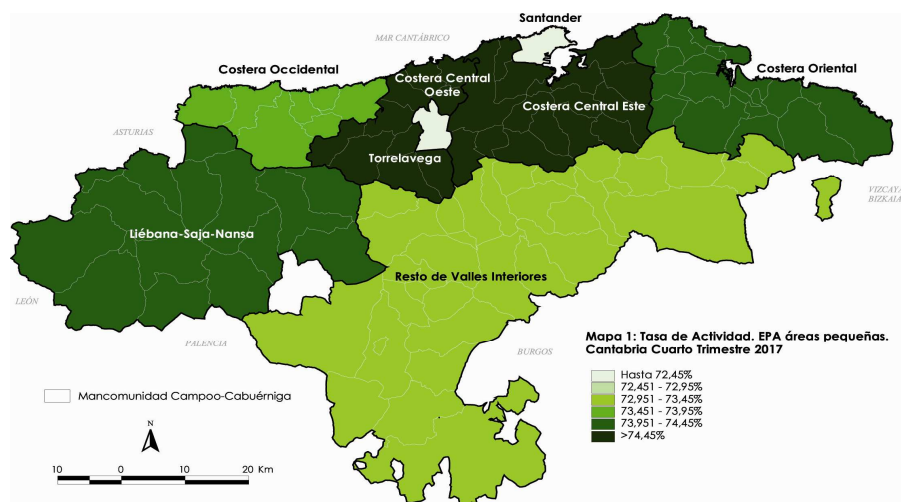 Santander
MAR CANTÁBRICO
Costera Occidental
Costera Central
Oeste
Costera Oriental
Costera Central Este
ASTURIAS
Torrelavega
VIZCAYA
BIZKAIA
Liébana-Saja-Nansa
Resto de Valles Interiores
LEÓN
PALENCIA
BURGOS
Mapa 1: Tasa de Actividad. EPA áreas pequeñas.
Cantabria Cuarto Trimestre 2017
Hasta 72,45%
72,451 - 72,95%
72,951 - 73,45%
73,451 - 73,95%
73,951 - 74,45%
>74,45%
Mancomunidad Campoo-Cabuérniga
N
10 0 10 20 Km